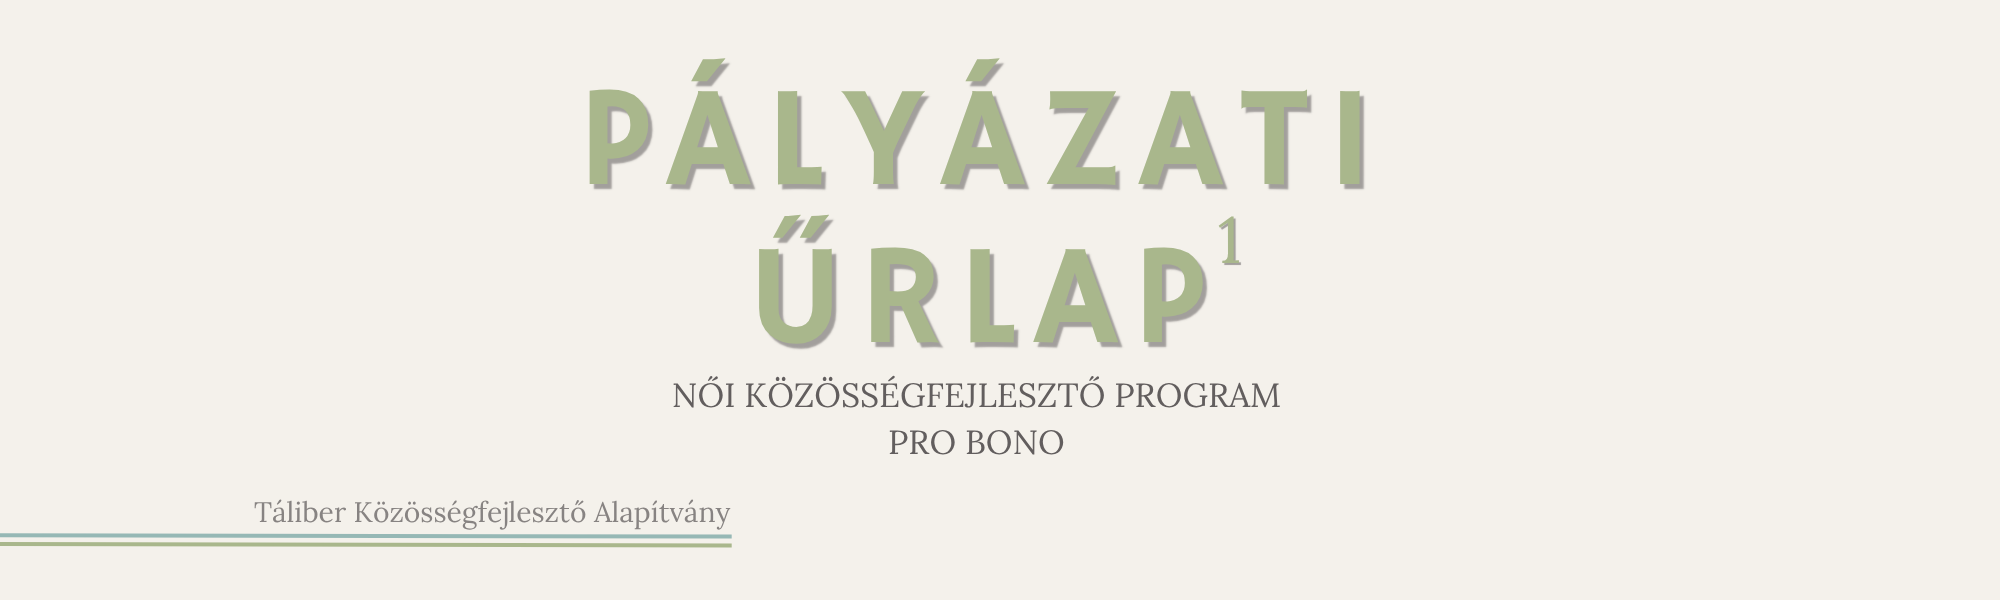 PÁLYÁZATI
ŰRLAP1
NŐI KÖZÖSSÉGFEJLESZTŐ PROGRAM
PRO BONO
Táliber Közösségfejlesztő Alapítvány